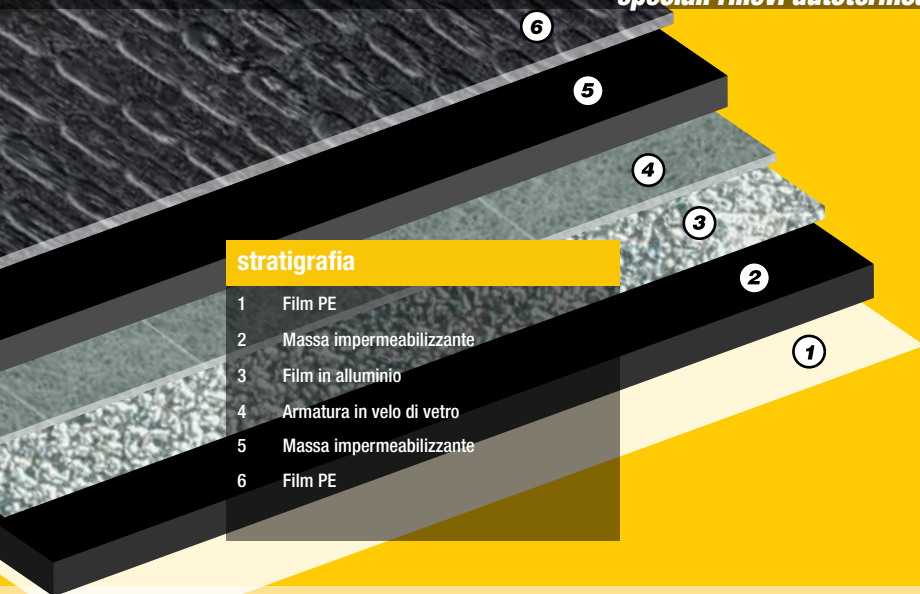 6
5
4
3
2
1
stratigrafia
1 Film PE
2 Massa impermeabilizzante
3 Film in alluminio
4 Armatura in velo di vetro
5 Massa impermeabilizzante
6 Film PE